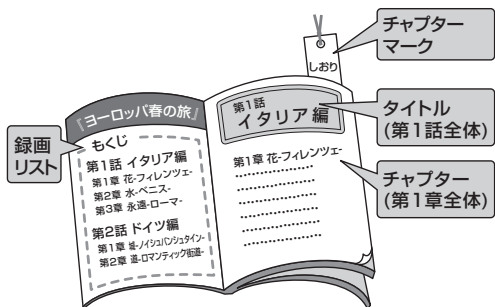 チャプター
マーク
しおり
『ヨーロッパ春の旅』
もくじ
第1話 イタリア編
第1章 花-フィレンツェ-
第2章 水-ベニス-
第3章 永遠-ローマ-
第2話 ドイツ編
第1章 城-ノイシュバンシュタイン-
第2章 道-ロマンティック街道-
録画
リスト
第1話
イタリア編
第1章 花-フィレンツェ-
タイトル
(第1話全体)
チャプター
(第1章全体)